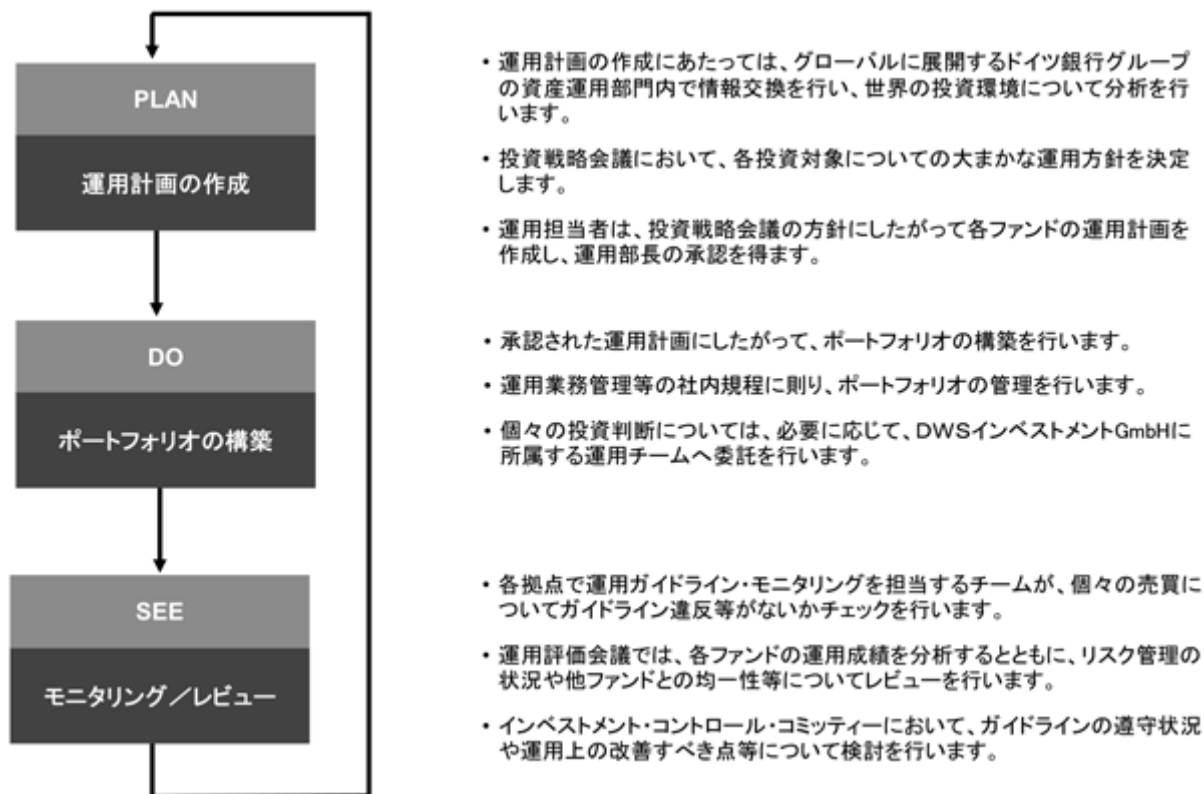 PLAN
運用計画の作成
・運用計画の作成にあたっては、グローバルに展開するドイツ銀行グループ
の資産運用部門内で情報交換を行い、世界の投資環境について分析を行
います。
・投資戦略会議において、各投資対象についての大まかな運用方針を決定
します。
・運用担当者は、投資戦略会議の方針にしたがって各ファンドの運用計画を
作成し、運用部長の承認を得ます。
DO
ポートフォリオの構築
・承認された運用計画にしたがって、ポートフォリオの構築を行います。
・運用業務管理等の社内規程に則り、ポートフォリオの管理を行います。
・個々の投資判断については、必要に応じて、DWSインベストメントGmbHに
所属する運用チームへ委託を行います。
SEE
モニタリング／レビュー
・各拠点で運用ガイドライン・モニタリングを担当するチームが、個々の売買に
ついてガイドライン違反等がないかチェックを行います。
・運用評価会議では、各ファンドの運用成績を分析するとともに、リスク管理の
状況や他ファンドとの均一性等についてレビューを行います。
・インベストメント・コントロール・コミッティーにおいて、ガイドラインの遵守状況
や運用上の改善すべき点等について検討を行います。